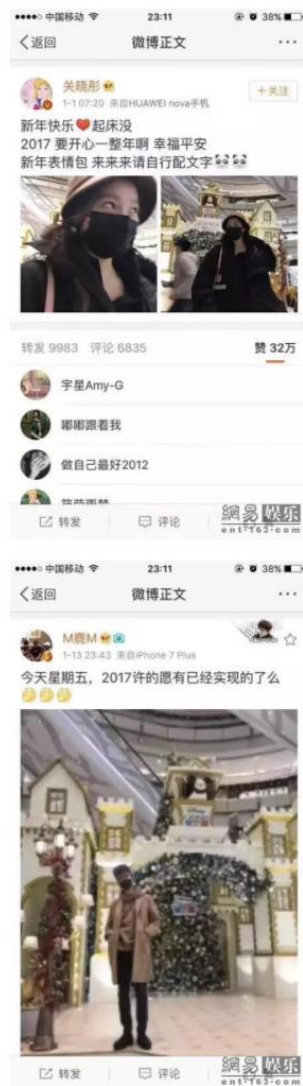 中国移动
23:11
38%
返回
微博正文
关晓彤
+关注
1-1 07:20 来自HUAWEI nova手机
新年快乐❤️起床没
2017 要开心一整年啊 幸福平安
新年表情包 来来来请自行配文字🐼🐼
转发 9983 评论 6835
赞 32万
宇星Amy-G
嘟嘟跟着我
做自己最好2012
转发
评论
網易娱乐
ent·163·com
中国移动
23:11
38%
返回
微博正文
M鹿M
1-13 23:43 来自iPhone 7 Plus
今天星期五，2017许的愿有已经实现的了么
🤔🤔🤔
转发
评论
網易娱乐
ent·163·com